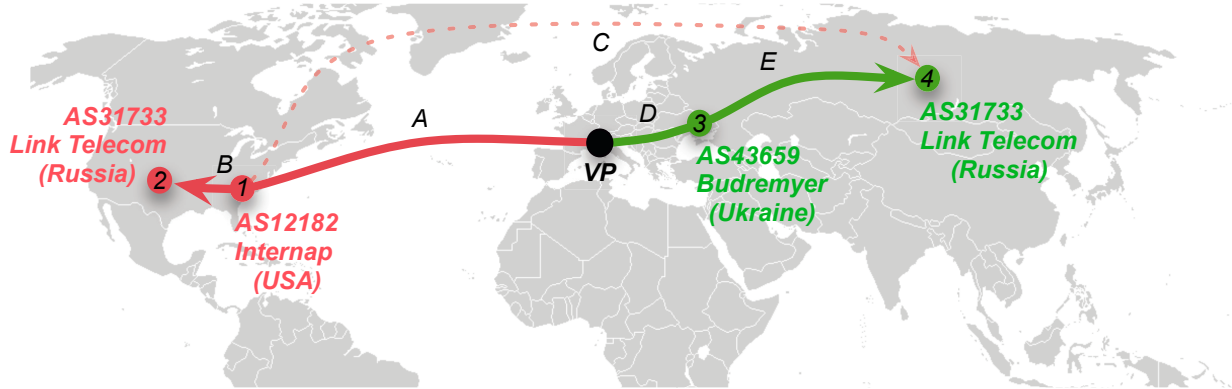 C
E
4
A
D
3
AS31733
Link Telecom
(Russia)
B
2
1
VP
AS31733
Link Telecom
(Russia)
AS43659
Budremyer
(Ukraine)
AS12182
Internap
(USA)